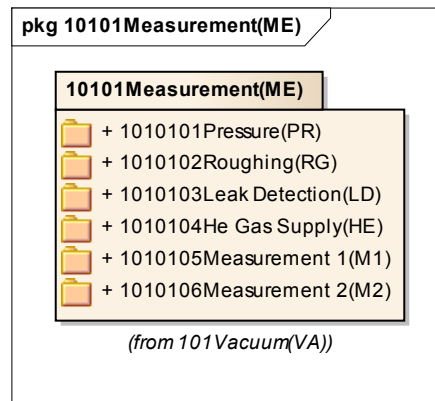 pkg 10101Measurement(ME)
10101Measurement(ME)
+ 1010101Pressure(PR)
+ 1010102Roughing(RG)
+ 1010103Leak Detection(LD)
+ 1010104He Gas Supply(HE)
+ 1010105Measurement 1(M1)
+ 1010106Measurement 2(M2)
(from 101Vacuum(VA))